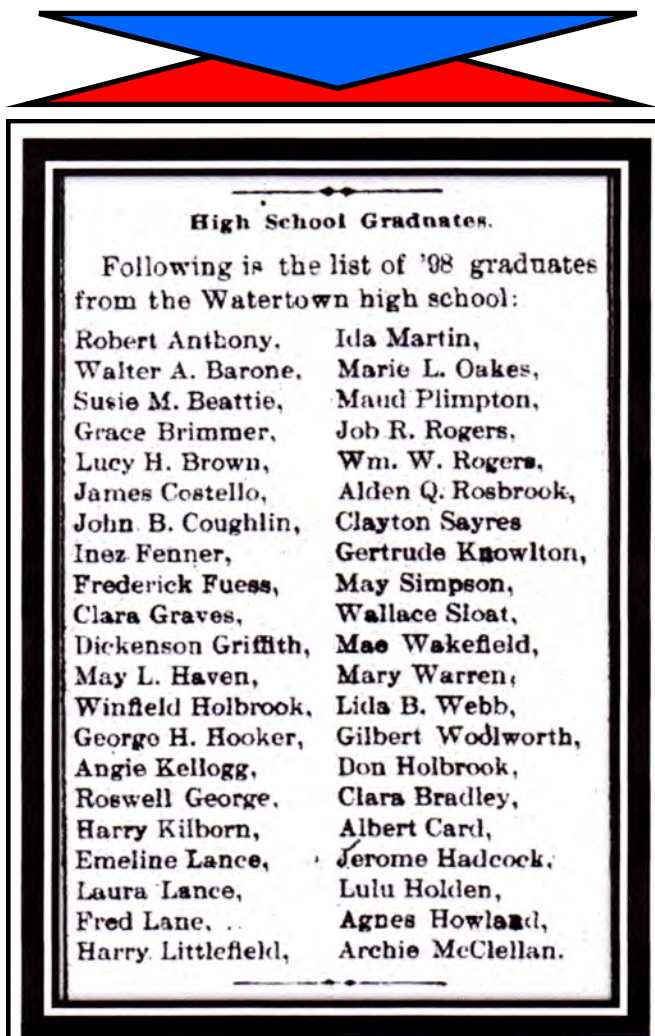 High School Graduates.
Following is the list of '98 graduates
from the Watertown high school:
Robert Anthony,
Walter A. Barone,
Susie M. Beattie,
Grace Brimmer,
Lucy H. Brown,
James Costello,
John B. Coughlin,
Inez Fenner,
Frederick Fuess,
Clara Graves,
Dickenson Griffith,
May L. Haven,
Winfield Holbrook,
George H. Hooker,
Angie Kellogg,
Roswell George,
Harry Kilborn,
Emeline Lance,
Laura Lance,
Fred Lane,
Harry Littlefield,
Ida Martin,
Marie L. Oakes,
Maud Plimpton,
Job R. Rogers,
Wm. W. Rogers,
Alden Q. Rosbrook,
Clayton Sayres
Gertrude Knowlton,
May Simpson,
Wallace Sloat,
Mae Wakefield,
Mary Warren,
Lida B. Webb,
Gilbert Woolworth,
Don Holbrook,
Clara Bradley,
Albert Card,
Jerome Hadcock,
Lulu Holden,
Agnes Howland,
Archie McClellan.